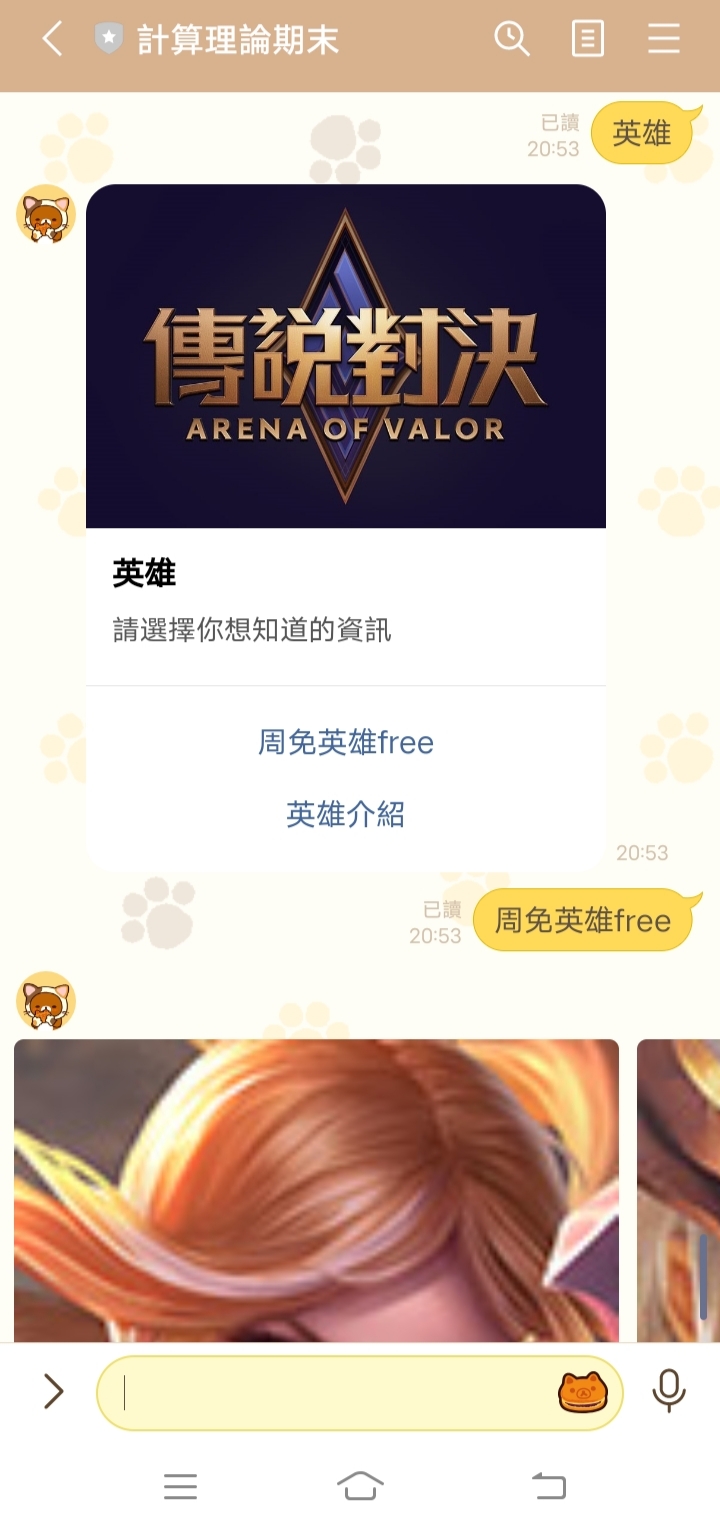 計算理論期末
已讀
20:53
英雄
傳說對決
ARENA OF VALOR
英雄
請選擇你想知道的資訊
周免英雄free
英雄介紹
20:53
已讀
20:53
周免英雄free